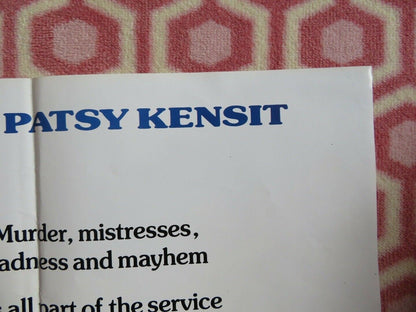 PATSY KENSIT
Murder, mistresses,
adness and mayhem
all part of the service